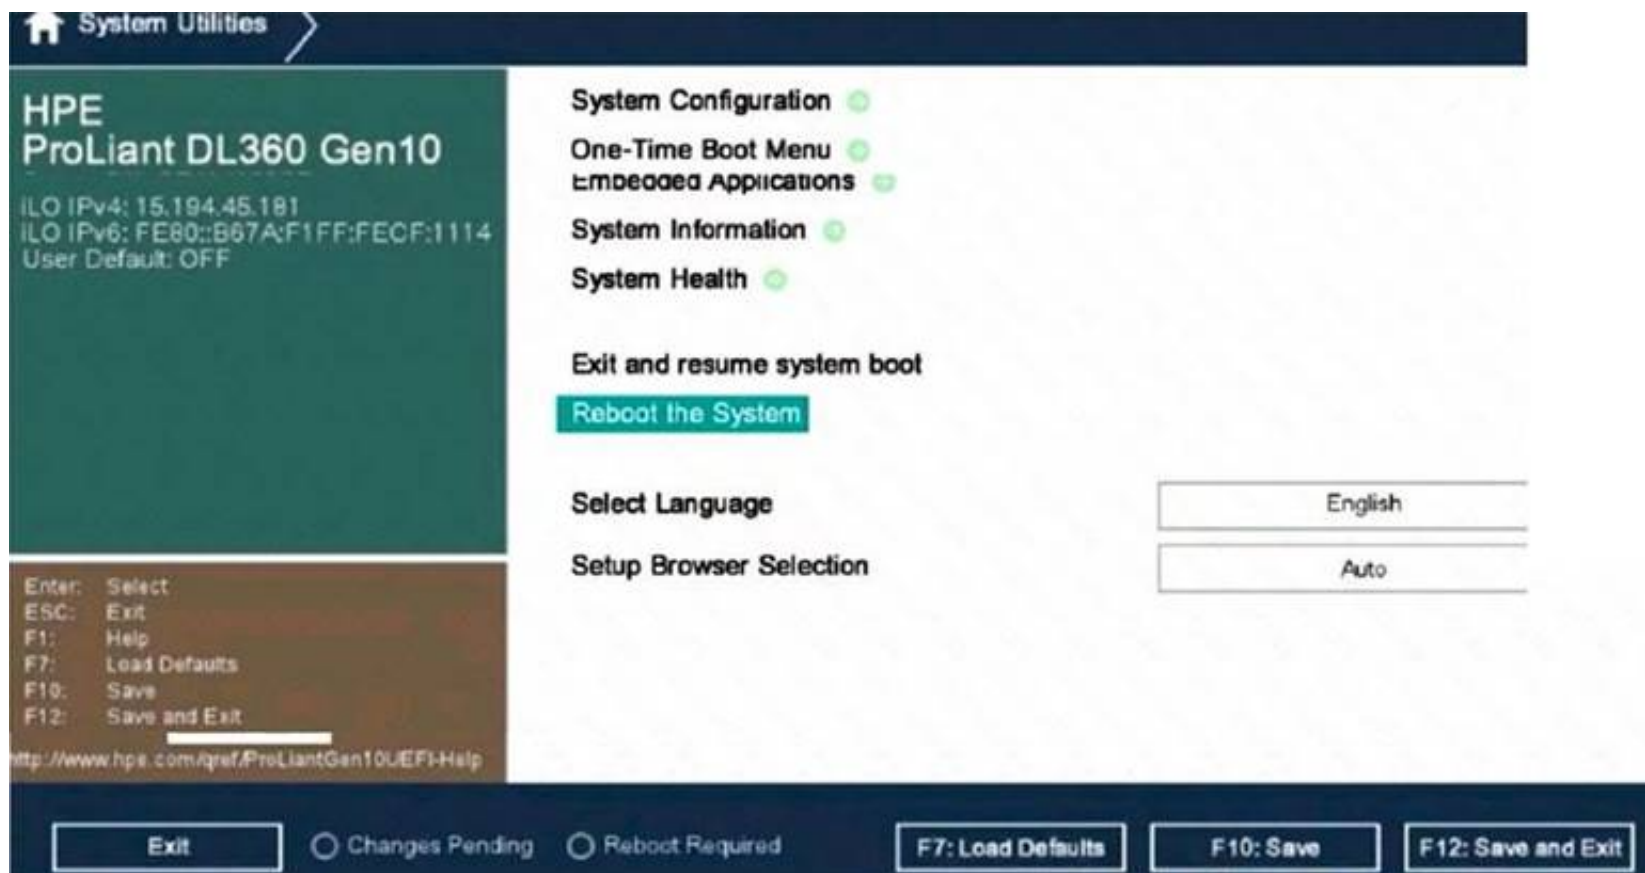 System Utilities
HPE
ProLiant DL360 Gen10
iLO IPv4: 15.194.45.181
iLO IPv6: FE80::B67A:F1FF:FECF:1114
User Default: OFF
Enter: Select
ESC: Exit
F1: Help
F7: Load Defaults
F10: Save
F12: Save and Exit
http://www.hpe.com/qref/ProLiantGen10UEFI-Help
System Configuration
One-Time Boot Menu
Embedded Applications
System Information
System Health
Exit and resume system boot
Reboot the System
Select Language English
Setup Browser Selection Auto
Exit Changes Pending Reboot Required F7: Load Defaults F10: Save F12: Save and Exit